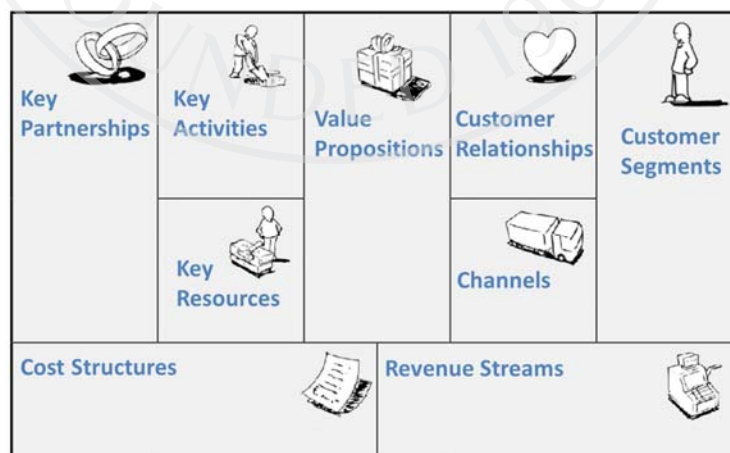 Key
Partnerships
Key
Activities
Key
Resources
Value
Propositions
Customer
Relationships
Channels
Customer
Segments
Cost Structures
Revenue Streams